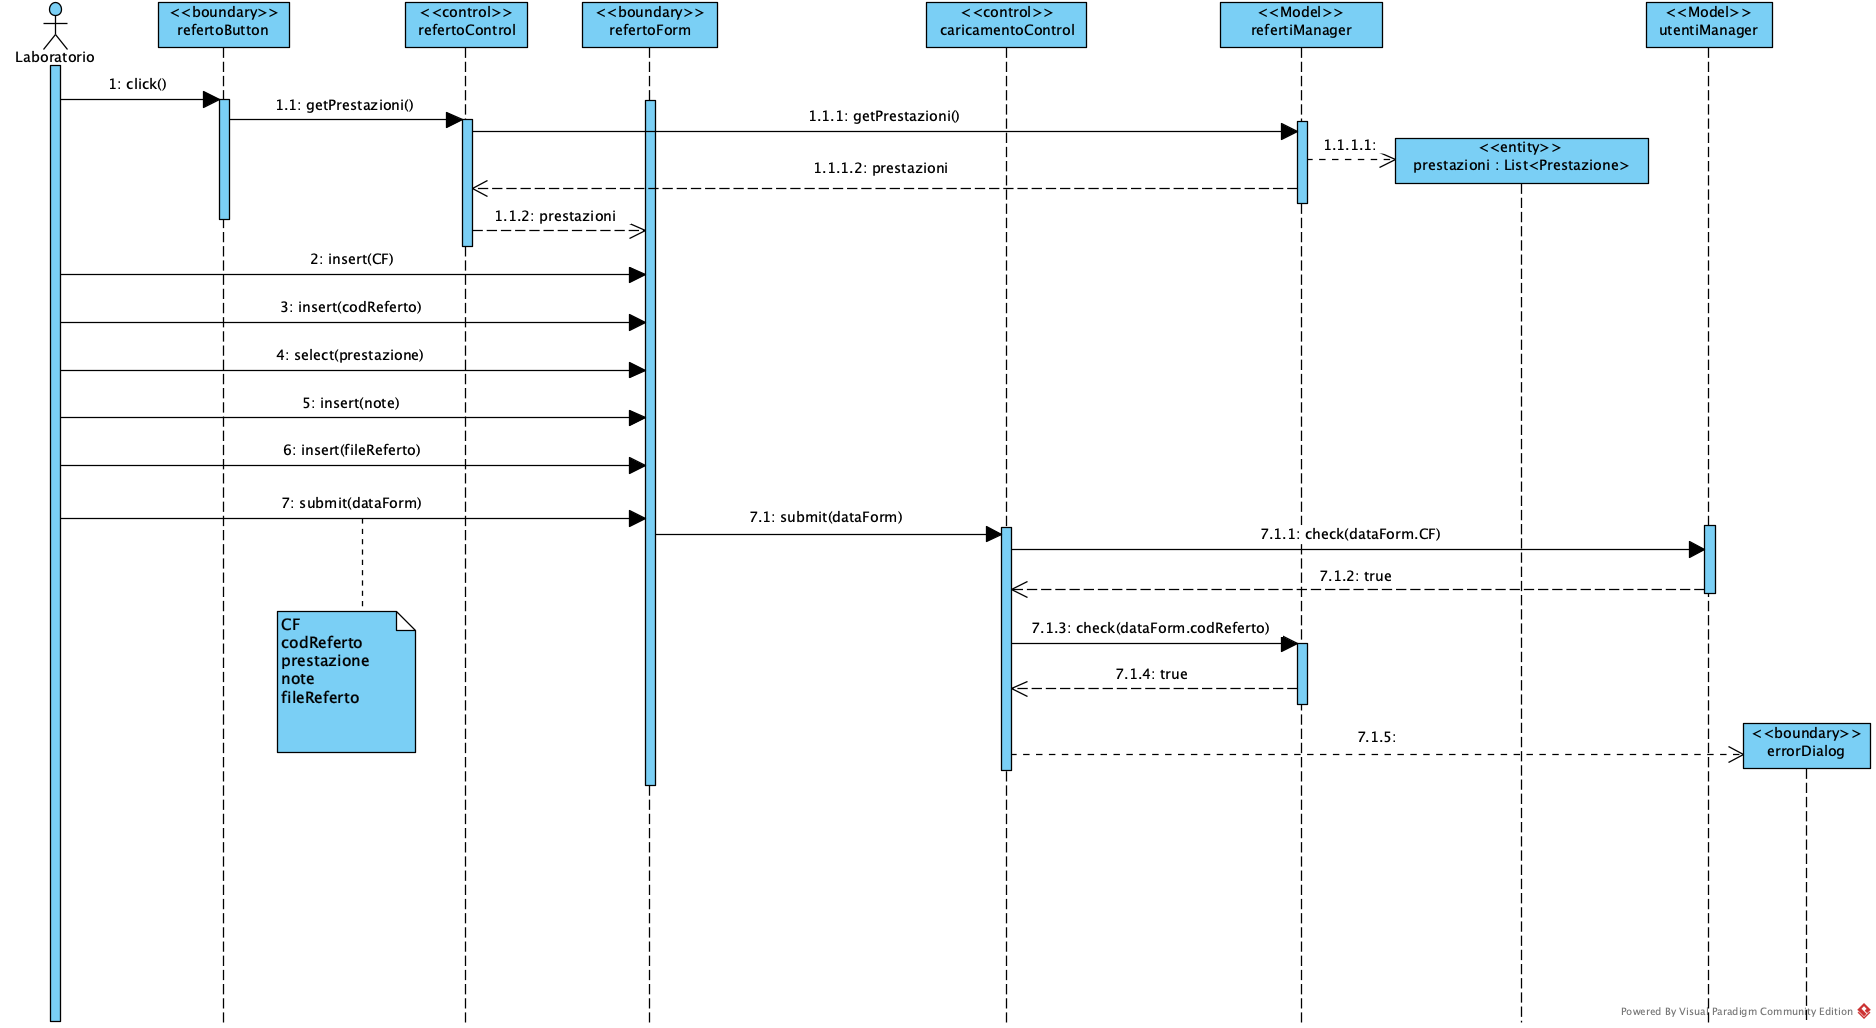 <<boundary>>
refertoButton
<<control>>
refertoControl
<<boundary>>
refertoForm
<<control>>
caricamentoControl
<<Model>>
refertiManager
<<Model>>
utentiManager
Laboratorio
1: click()
1.1: getPrestazioni()
1.1.1: getPrestazioni()
1.1.1.1:
<<entity>>
prestazioni : List<Prestazione>
1.1.1.2: prestazioni
1.1.2: prestazioni
2: insert(CF)
3: insert(codReferto)
4: select(prestazione)
5: insert(note)
6: insert(fileReferto)
7: submit(dataForm)
7.1: submit(dataForm)
7.1.1: check(dataForm.CF)
7.1.2: true
CF
codReferto
prestazione
note
fileReferto
7.1.3: check(dataForm.codReferto)
7.1.4: true
7.1.5:
<<boundary>>
errorDialog
Powered By Visual Paradigm Community Edition